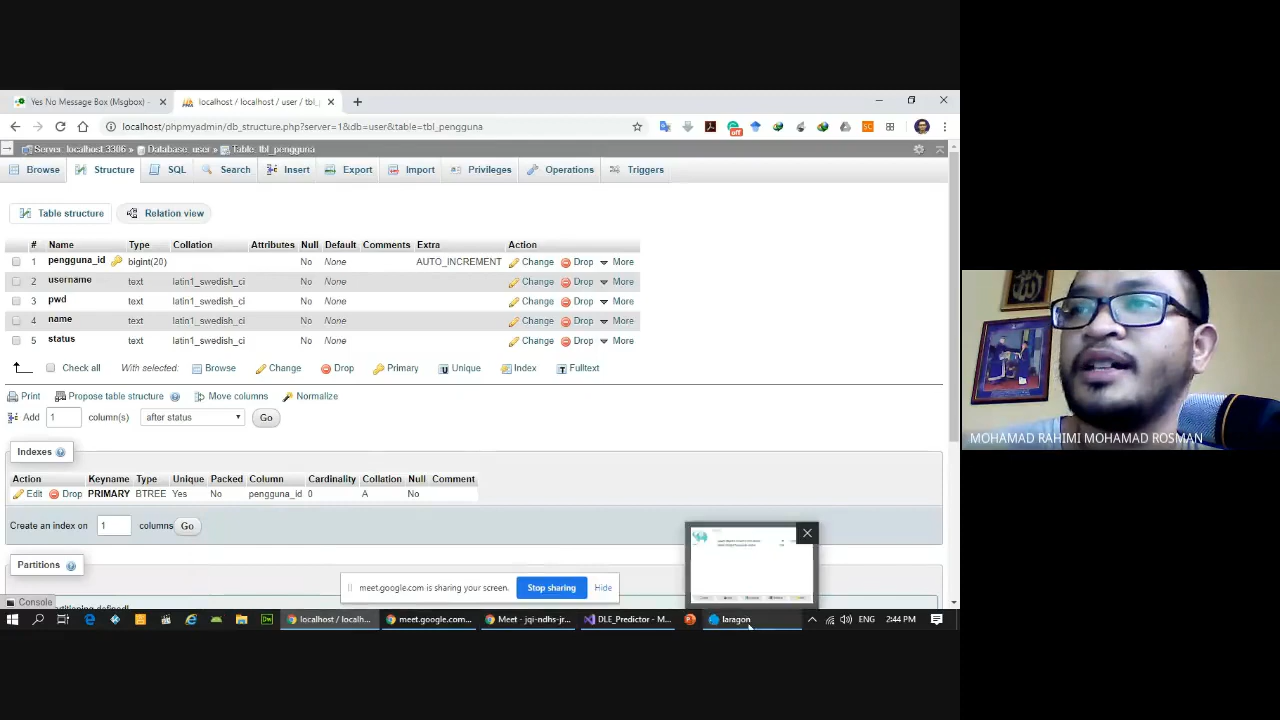 Yes No Message Box (Msgbox) -
localhost / localhost / user / tbl_
localhost/phpmyadmin/db_structure.php?server=1&db=user&table=tbl_pengguna
off
Server: localhost:3306 » Database: user » Table: tbl_pengguna
Browse Structure SQL Search Insert Export Import Privileges Operations Triggers
Table structure Relation view
# Name Type Collation Attributes Null Default Comments Extra Action
1 pengguna_id bigint(20) No None AUTO_INCREMENT Change Drop More
2 username text latin1_swedish_ci No None Change Drop More
3 pwd text latin1_swedish_ci No None Change Drop More
4 name text latin1_swedish_ci No None Change Drop More
5 status text latin1_swedish_ci No None Change Drop More
Check all With selected: Browse Change Drop Primary Unique Index Fulltext
Print Propose table structure Move columns Normalize
Add 1 column(s) after status Go
Indexes
Action Keyname Type Unique Packed Column Cardinality Collation Null Comment
Edit Drop PRIMARY BTREE Yes No pengguna_id 0 A No
Create an index on 1 columns Go
Partitions
Console
meet.google.com is sharing your screen. Stop sharing Hide
localhost / localh... meet.google.com... Meet - jqi-ndhs-jr... DLE_Predictor - M... laragon ENG 2:44 PM
MOHAMAD RAHIMI MOHAMAD ROSMAN